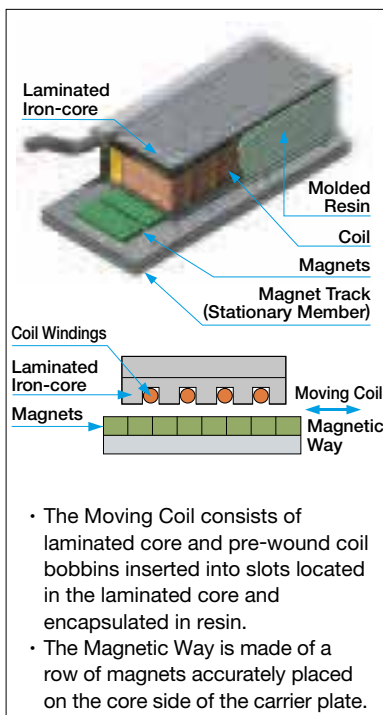 Laminated
Iron-core
Molded
Resin
Coil
Magnets
Magnet Track
(Stationary Member)
Coil Windings
Laminated
Iron-core
Moving Coil
Magnets
Magnetic
Way
・The Moving Coil consists of
laminated core and pre-wound coil
bobbins inserted into slots located
in the laminated core and
encapsulated in resin.
・The Magnetic Way is made of a
row of magnets accurately placed
on the core side of the carrier plate.